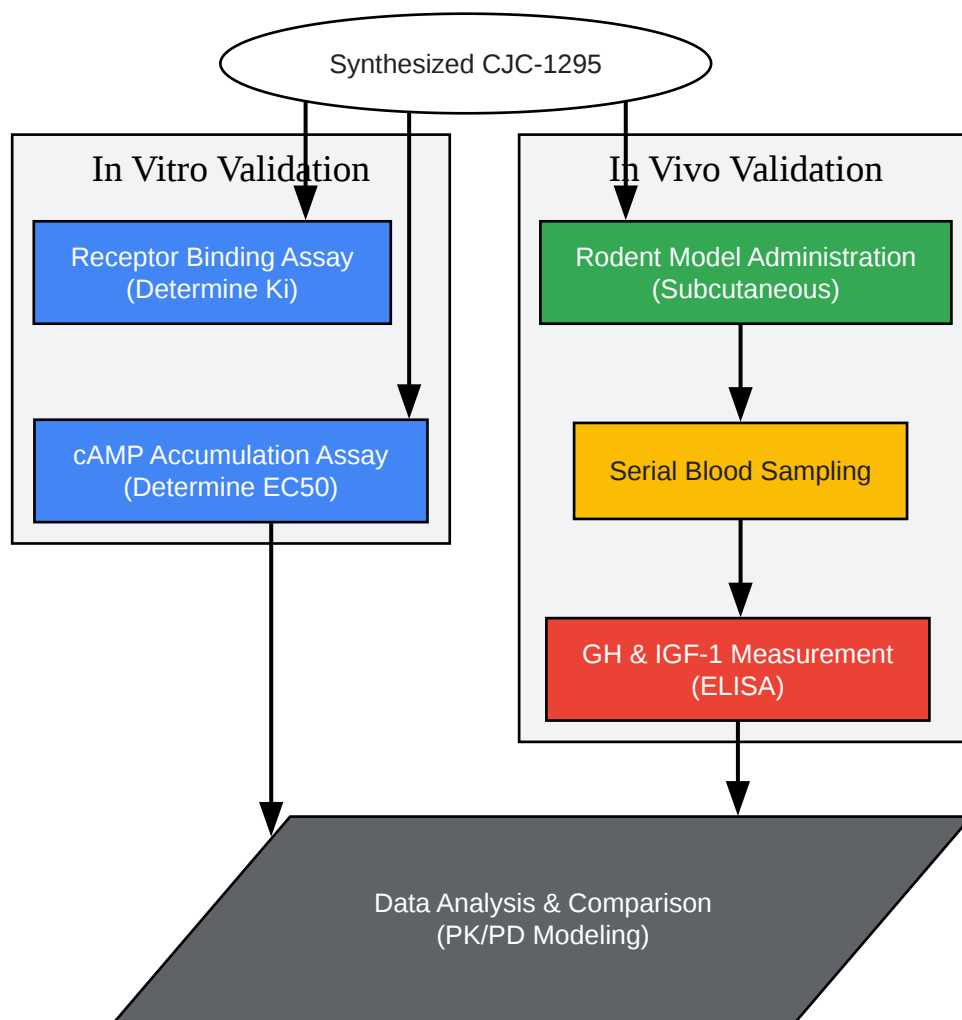 Synthesized CJC-1295
In Vitro Validation
Receptor Binding Assay
(Determine Ki)
cAMP Accumulation Assay
(Determine EC50)
In Vivo Validation
Rodent Model Administration
(Subcutaneous)
Serial Blood Sampling
GH & IGF-1 Measurement
(ELISA)
Data Analysis & Comparison
(PK/PD Modeling)